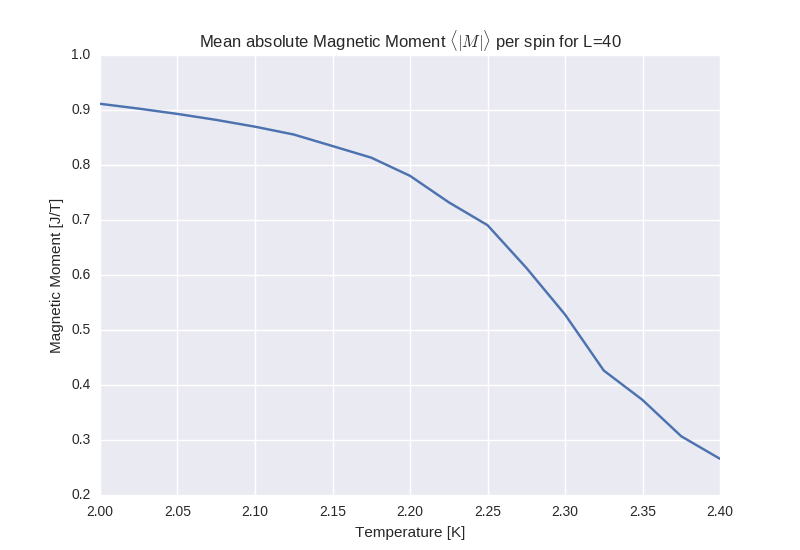 Mean absolute Magnetic Moment ⟨|M|⟩ per spin for L=40
1.0
0.9
0.8
0.7
0.6
0.5
0.4
0.3
0.2
Magnetic Moment [J/T]
2.00 2.05 2.10 2.15 2.20 2.25 2.30 2.35 2.40
Temperature [K]